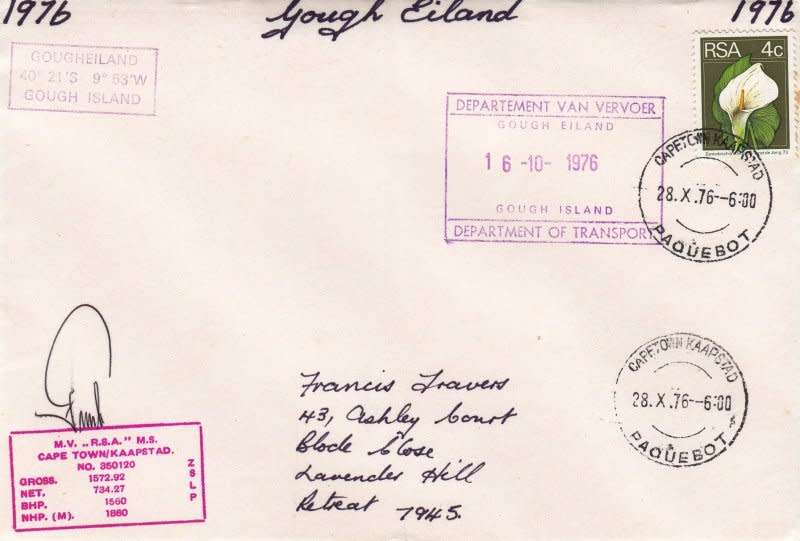 1976
Gough Eiland
1976
GOUGHEILAND
40° 21'S 9° 53'W
GOUGH ISLAND
RSA 4c
DEPARTEMENT VAN VERVOER
GOUGH EILAND
16 -10- 1976
GOUGH ISLAND
DEPARTMENT OF TRANSPORT
CAPETOWN KAAPSTAD
28.X.76--6:00
PAQUEBOT
CAPETOWN KAAPSTAD
28.X.76--6:00
PAQUEBOT
Francis Travers
43, Ashley Court
Blode Close
Lavender Hill
Retreat 7945.
M.V. „R.S.A." M.S.
CAPE TOWN/KAAPSTAD.
NO. 350120
GROSS. 1572.92
NET. 734.27
BHP. 1560
NHP. (M). 1860
ZSLP